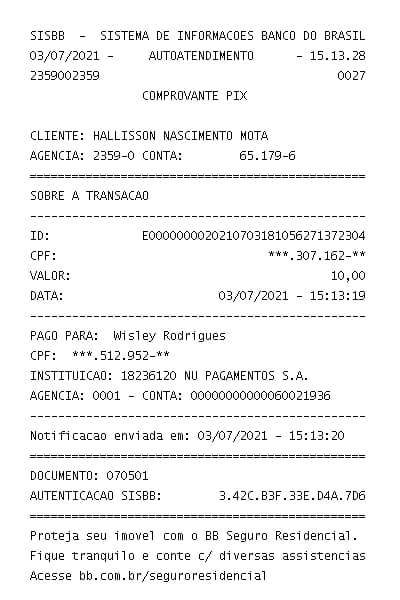 SISBB - SISTEMA DE INFORMACOES BANCO DO BRASIL
03/07/2021 - AUTOATENDIMENTO - 15.13.28
2359002359 0027
COMPROVANTE PIX
CLIENTE: HALLISSON NASCIMENTO MOTA
AGENCIA: 2359-0 CONTA: 65.179-6
================================================
SOBRE A TRANSACAO
------------------------------------------------
ID: E0000000020210703181056271372304
CPF: ***.307.162-**
VALOR: 10,00
DATA: 03/07/2021 - 15:13:19
------------------------------------------------
PAGO PARA: Wisley Rodrigues
CPF: ***.512.952-**
INSTITUICAO: 18236120 NU PAGAMENTOS S.A.
AGENCIA: 0001 - CONTA: 00000000000060021936
------------------------------------------------
Notificacao enviada em: 03/07/2021 - 15:13:20
================================================
DOCUMENTO: 070501
AUTENTICACAO SISBB: 3.42C.B3F.33E.D4A.7D6
================================================
Proteja seu imovel com o BB Seguro Residencial.
Fique tranquilo e conte c/ diversas assistencias
Acesse bb.com.br/seguroresidencial